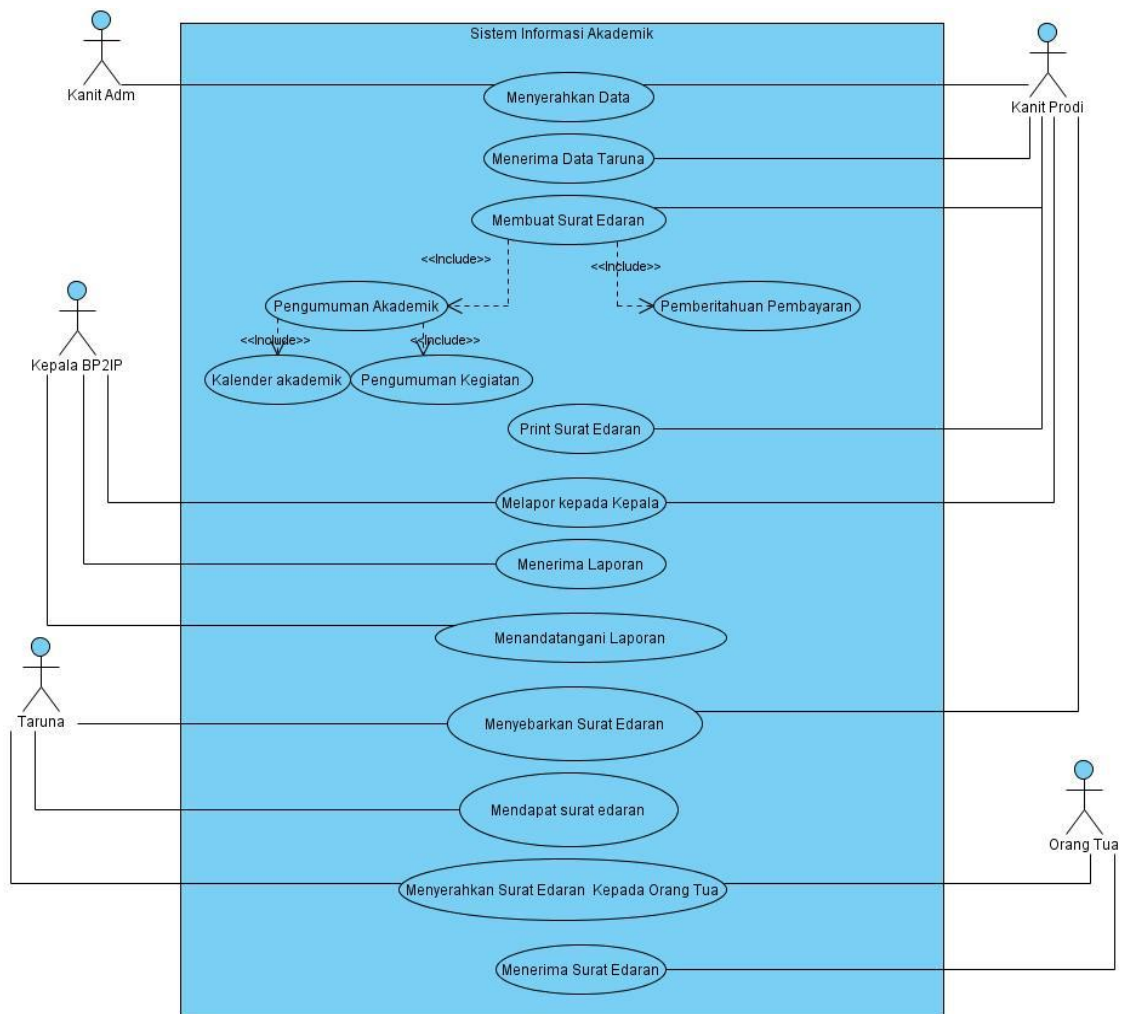 Sistem Informasi Akademik
Kanit Adm
Kanit Prodi
Menyerahkan Data
Menerima Data Taruna
Membuat Surat Edaran
<<Include>>
<<Include>>
Pengumuman Akademik
Pemberitahuan Pembayaran
<<Include>>
<<Include>>
Kepala BP2IP
Kalender akademik
Pengumuman Kegiatan
Print Surat Edaran
Melapor kepada Kepala
Menerima Laporan
Menandatangani Laporan
Taruna
Menyebarkan Surat Edaran
Mendapat surat edaran
Orang Tua
Menyerahkan Surat Edaran Kepada Orang Tua
Menerima Surat Edaran